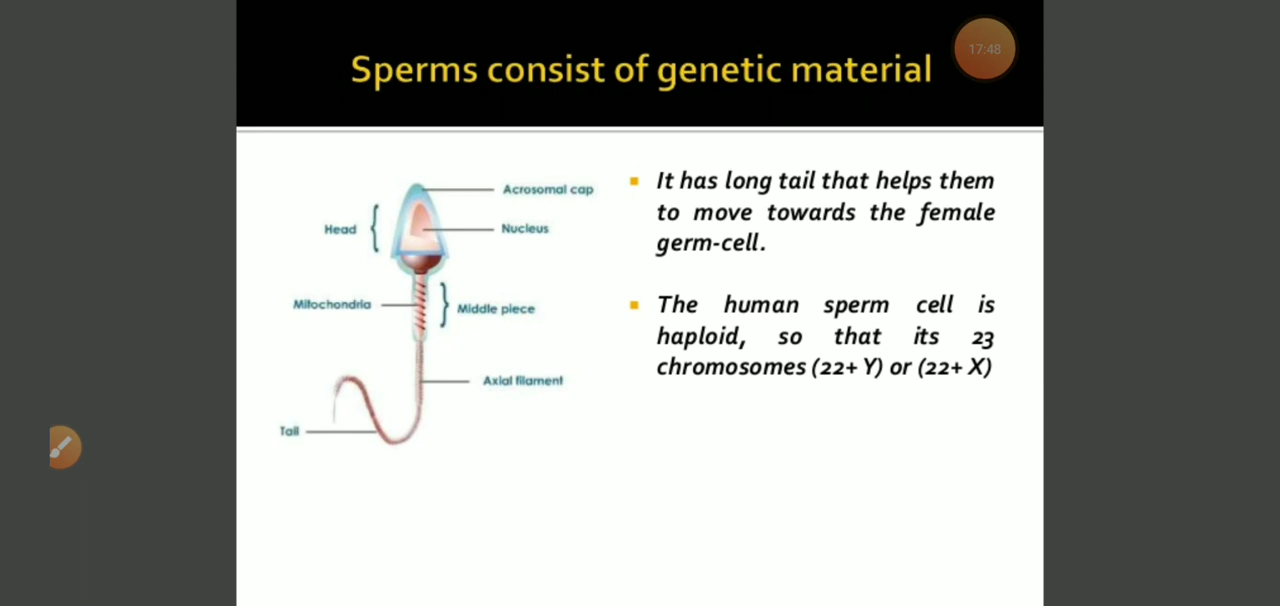 17:48
Sperms consist of genetic material
Acrosomal cap
Head
Nucleus
Mitochondria
Middle piece
Axial filament
Tail
It has long tail that helps them
to move towards the female
germ-cell.
The human sperm cell is
haploid, so that its 23
chromosomes (22+ Y) or (22+ X)